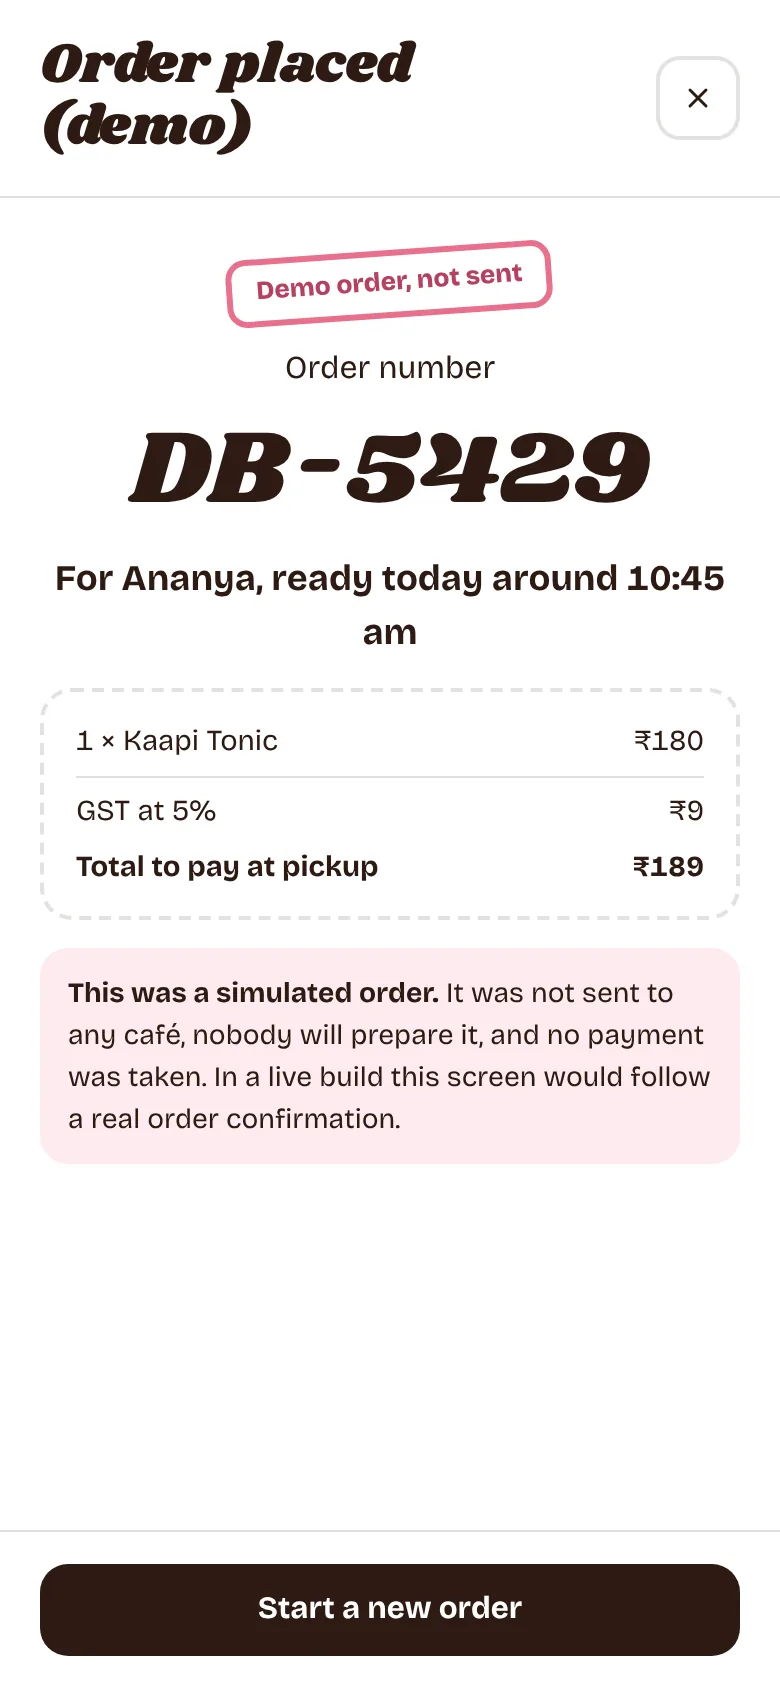 Order placed
(demo)
×
Demo order, not sent
Order number
DB-5429
For Ananya, ready today around 10:45
am
1 × Kaapi Tonic ₹180
GST at 5% ₹9
Total to pay at pickup ₹189
This was a simulated order. It was not sent to
any café, nobody will prepare it, and no payment
was taken. In a live build this screen would follow
a real order confirmation.
Start a new order